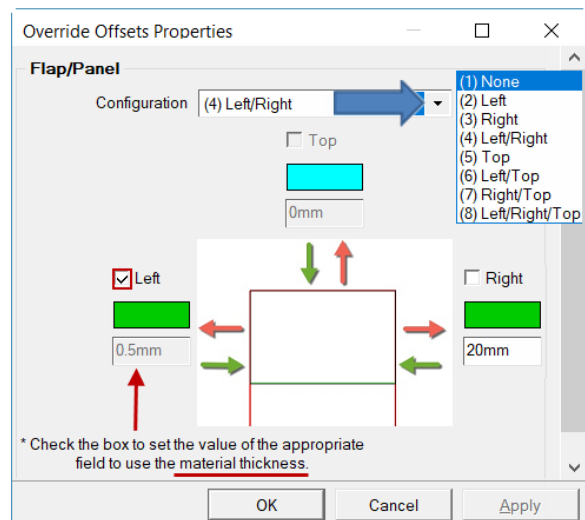 Override Offsets Properties
Flap/Panel
Configuration (4) Left/Right
(1) None
(2) Left
(3) Right
(4) Left/Right
(5) Top
(6) Left/Top
(7) Right/Top
(8) Left/Right/Top
Top
0mm
Left
Right
0.5mm
20mm
* Check the box to set the value of the appropriate
field to use the material thickness.
OK Cancel Apply